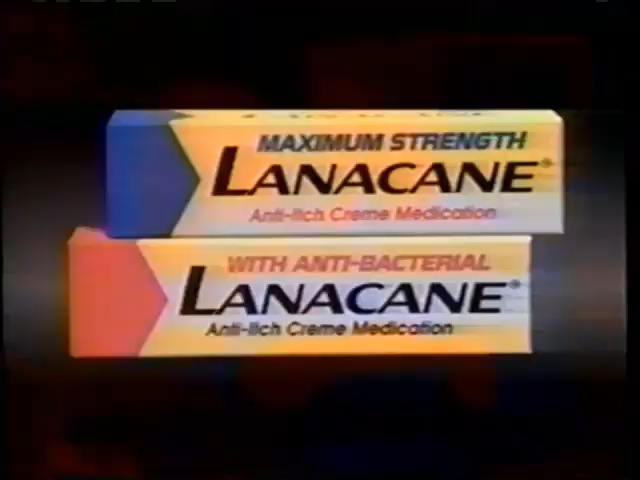 MAXIMUM STRENGTH
LANACANE®
Anti-Itch Creme Medication
WITH ANTI-BACTERIAL
LANACANE®
Anti-Itch Creme Medication